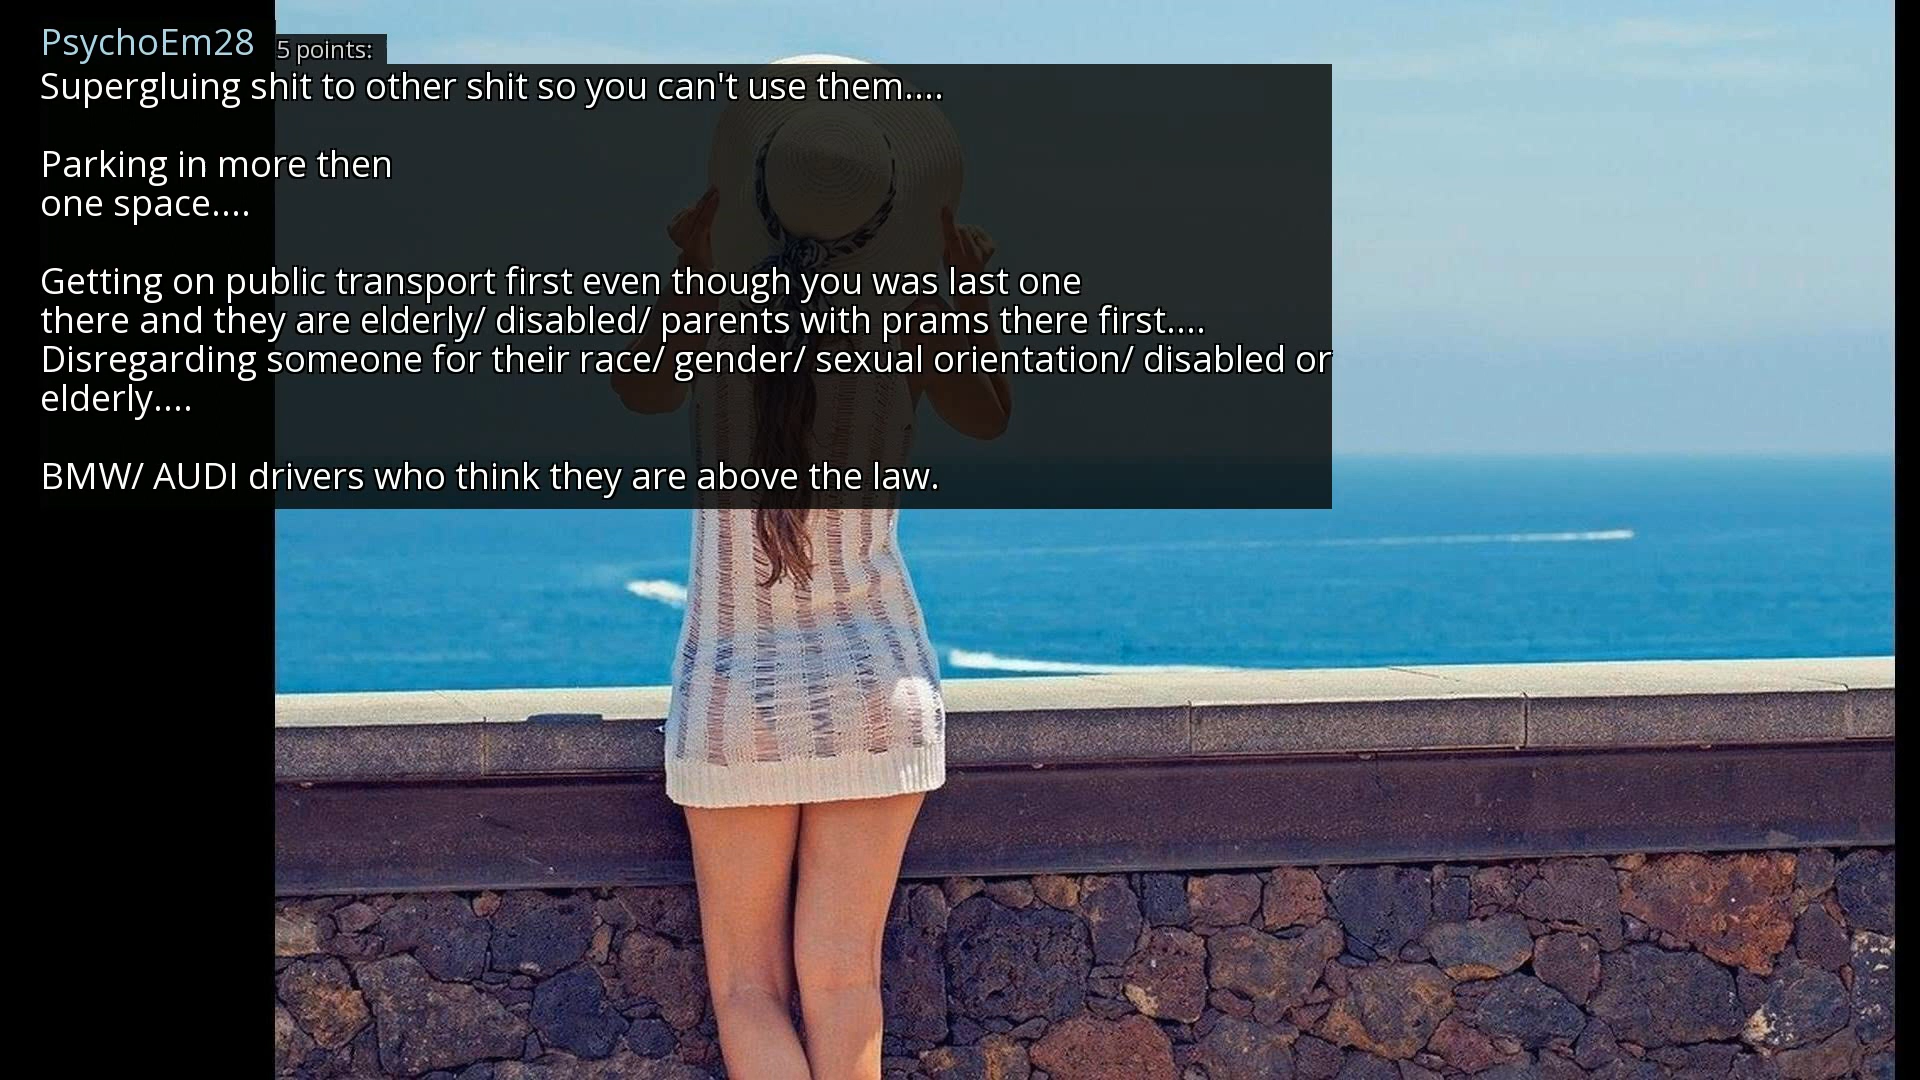 PsychoEm28 5 points:
Supergluing shit to other shit so you can't use them....
Parking in more then
one space....
Getting on public transport first even though you was last one
there and they are elderly/ disabled/ parents with prams there first....
Disregarding someone for their race/ gender/ sexual orientation/ disabled or
elderly....
BMW/ AUDI drivers who think they are above the law.